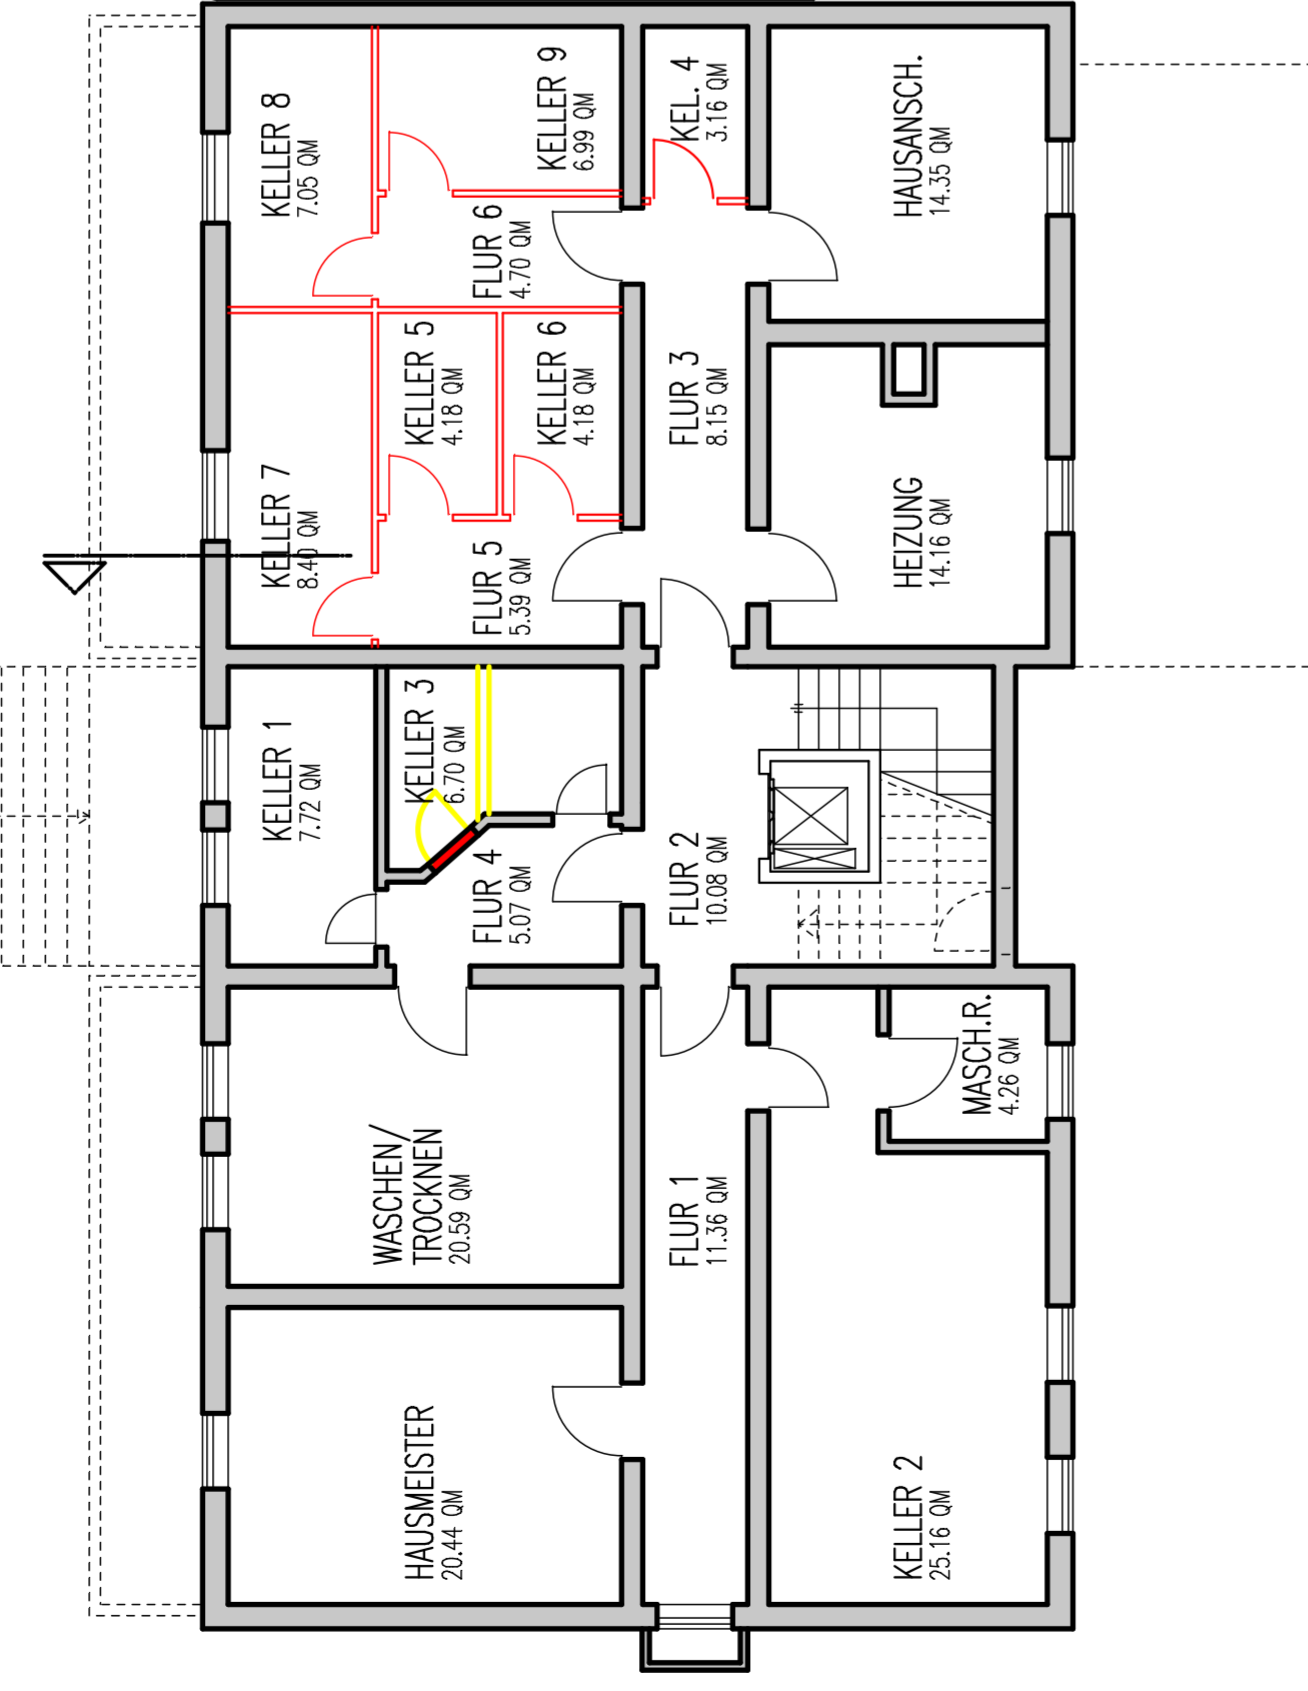 KELLER 8
7.05 QM
KELLER 9
6.99 QM
KEL. 4
3.16 QM
HAUSANSCH.
14.35 QM
FLUR 6
4.70 QM
KELLER 7
8.40 QM
KELLER 5
4.18 QM
KELLER 6
4.18 QM
FLUR 3
8.15 QM
HEIZUNG
14.16 QM
FLUR 5
5.39 QM
KELLER 1
7.72 QM
KELLER 3
6.70 QM
FLUR 4
5.07 QM
FLUR 2
10.08 QM
WASCHEN/
TROCKNEN
20.59 QM
FLUR 1
11.36 QM
MASCH.R.
4.26 QM
HAUSMEISTER
20.44 QM
KELLER 2
25.16 QM